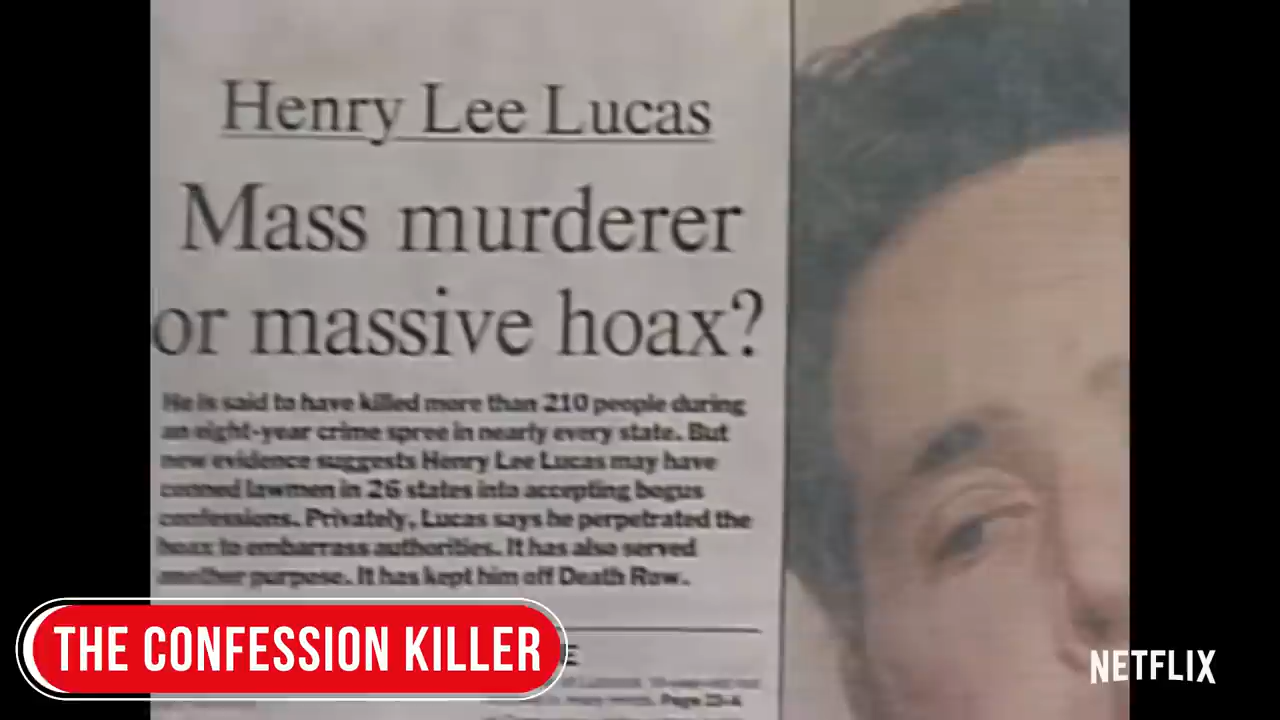 Henry Lee Lucas
Mass murderer
or massive hoax?
He is said to have killed more than 210 people during
an eight-year crime spree in nearly every state. But
new evidence suggests Henry Lee Lucas may have
conned lawmen in 26 states into accepting bogus
confessions. Privately, Lucas says he perpetrated the
hoax to embarrass authorities. It has also served
another purpose. It has kept him off Death Row.
THE CONFESSION KILLER
E
NETFLIX